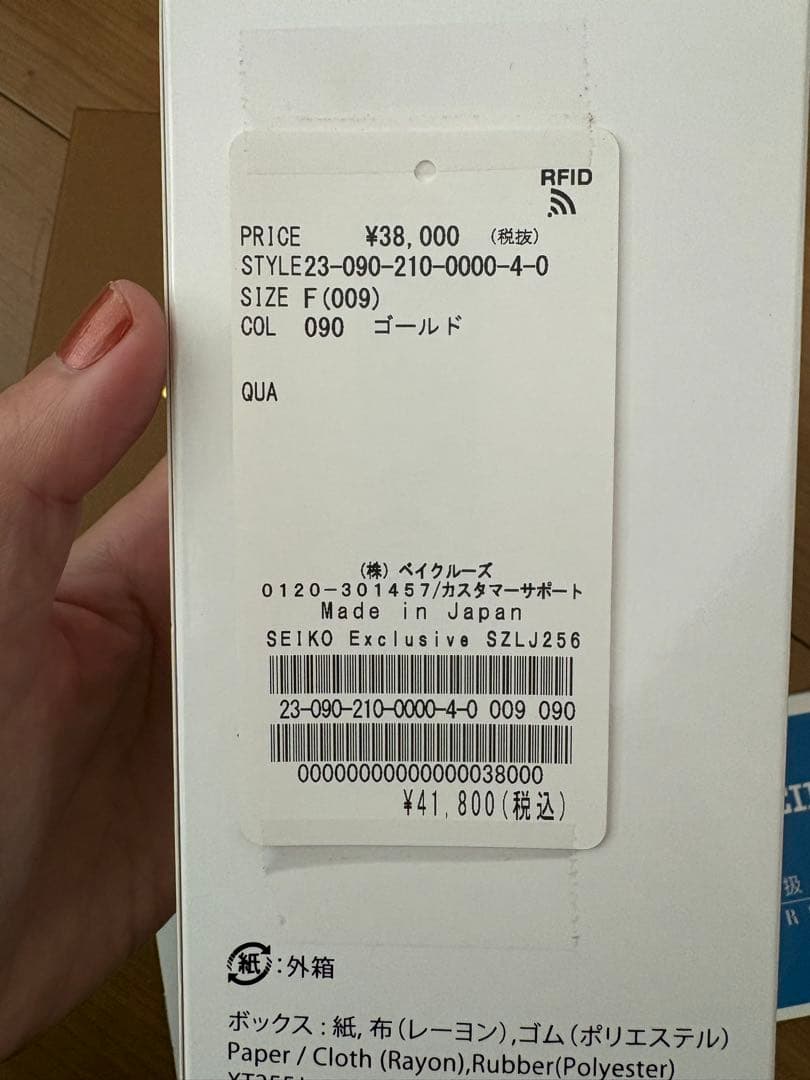 RFID
PRICE ¥38,000 (税抜)
STYLE23-090-210-0000-4-0
SIZE F(009)
COL 090 ゴールド
QUA
(株) ベイクルーズ
0120-301457/カスタマーサポート
Made in Japan
SEIKO Exclusive SZLJ256
23-090-210-0000-4-0 009 090
00000000000000038000
¥41,800(税込)
紙:外箱
ボックス:紙,布(レーヨン),ゴム(ポリエステル)
Paper / Cloth (Rayon),Rubber(Polyester)
扱
R